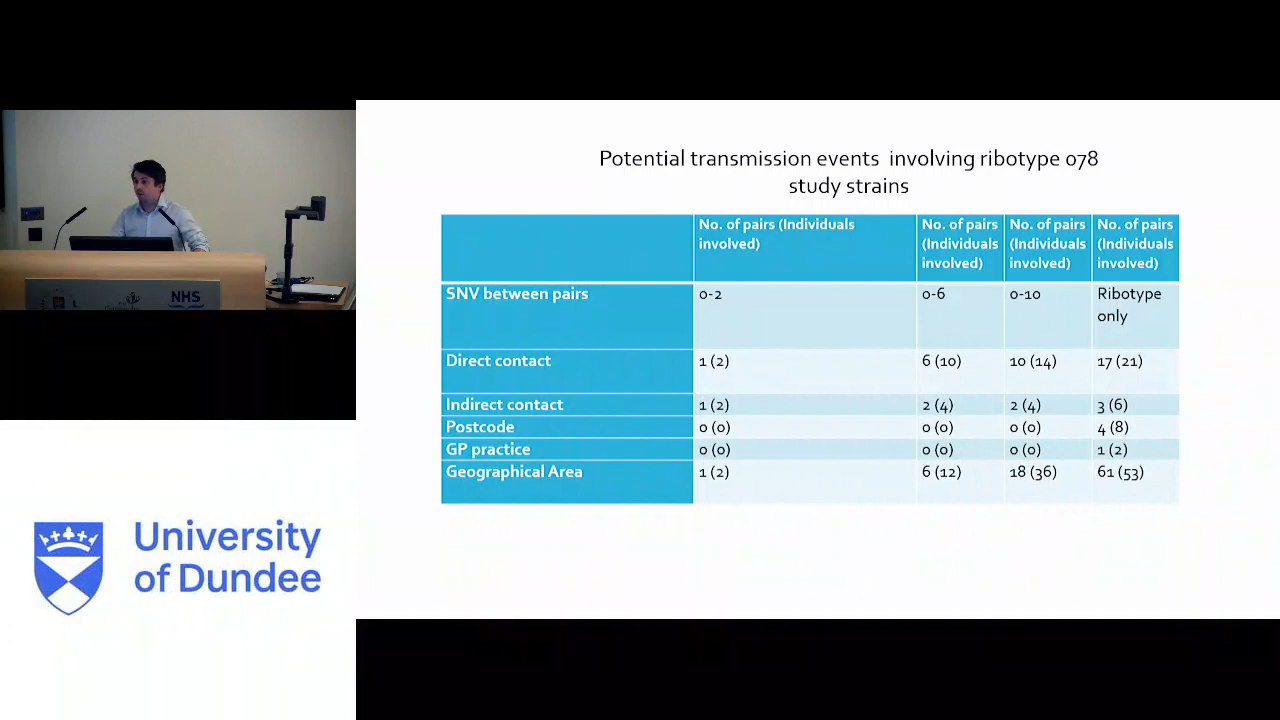 Potential transmission events involving ribotype 078
study strains
No. of pairs (Individuals
involved)
No. of pairs
(Individuals
involved)
No. of pairs
(Individuals
involved)
No. of pairs
(Individuals
involved)
SNV between pairs
0-2
0-6
0-10
Ribotype
only
Direct contact
1 (2)
6 (10)
10 (14)
17 (21)
Indirect contact
1 (2)
2 (4)
2 (4)
3 (6)
Postcode
0 (0)
0 (0)
0 (0)
4 (8)
GP practice
0 (0)
0 (0)
0 (0)
1 (2)
Geographical Area
1 (2)
6 (12)
18 (36)
61 (53)
NHS
University
of Dundee